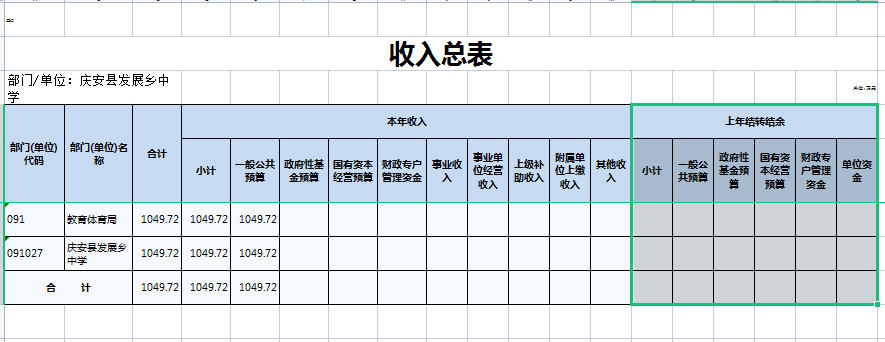 收入总表
部门/单位：庆安县发展乡中
学
部门(单位)
代码
部门(单位)名
称
合计
本年收入
上年结转结余
小计
一般公共
预算
政府性基
金预算
国有资本
经营预算
财政专户
管理资金
事业收
入
事业单
位经营
收入
上级补
助收入
附属单
位上缴
收入
其他收
入
小计
一般公
共预算
政府性
基金预
算
国有资
本经营
预算
财政专
户管理
资金
单位资
金
091 教育体育局 1049.72 1049.72 1049.72
091027 庆安县发展乡
中学 1049.72 1049.72 1049.72
合 计 1049.72 1049.72 1049.72